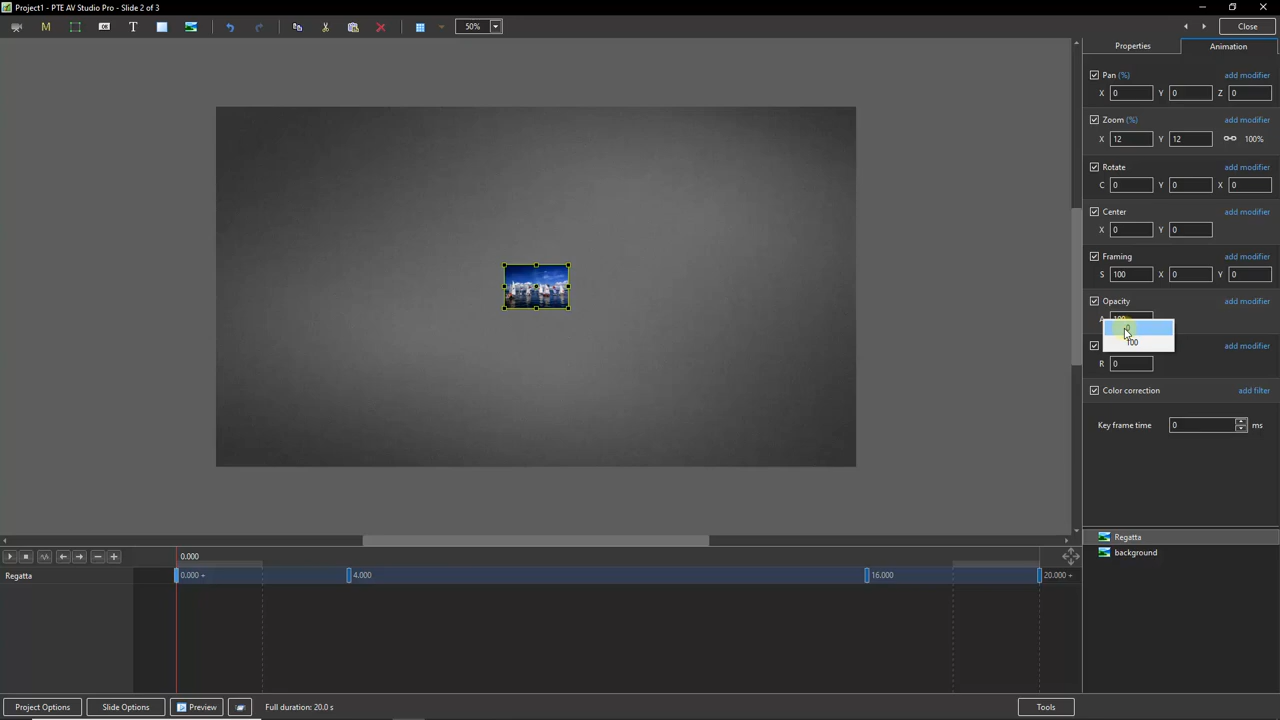 Project1 - PTE AV Studio Pro - Slide 2 of 3
M OK T 50% Close
Properties Animation
Pan (%) add modifier
X 0 Y 0 Z 0
Zoom (%) add modifier
X 12 Y 12 100%
Rotate add modifier
C 0 Y 0 X 0
Center add modifier
X 0 Y 0
Framing add modifier
S 100 X 0 Y 0
Opacity add modifier
A 100
0
100
add modifier
R 0
Color correction add filter
Key frame time 0 ms
Regatta
background
0.000
Regatta 0.000 + 4.000 16.000 20.000 +
Project Options Slide Options Preview Full duration: 20.0 s Tools